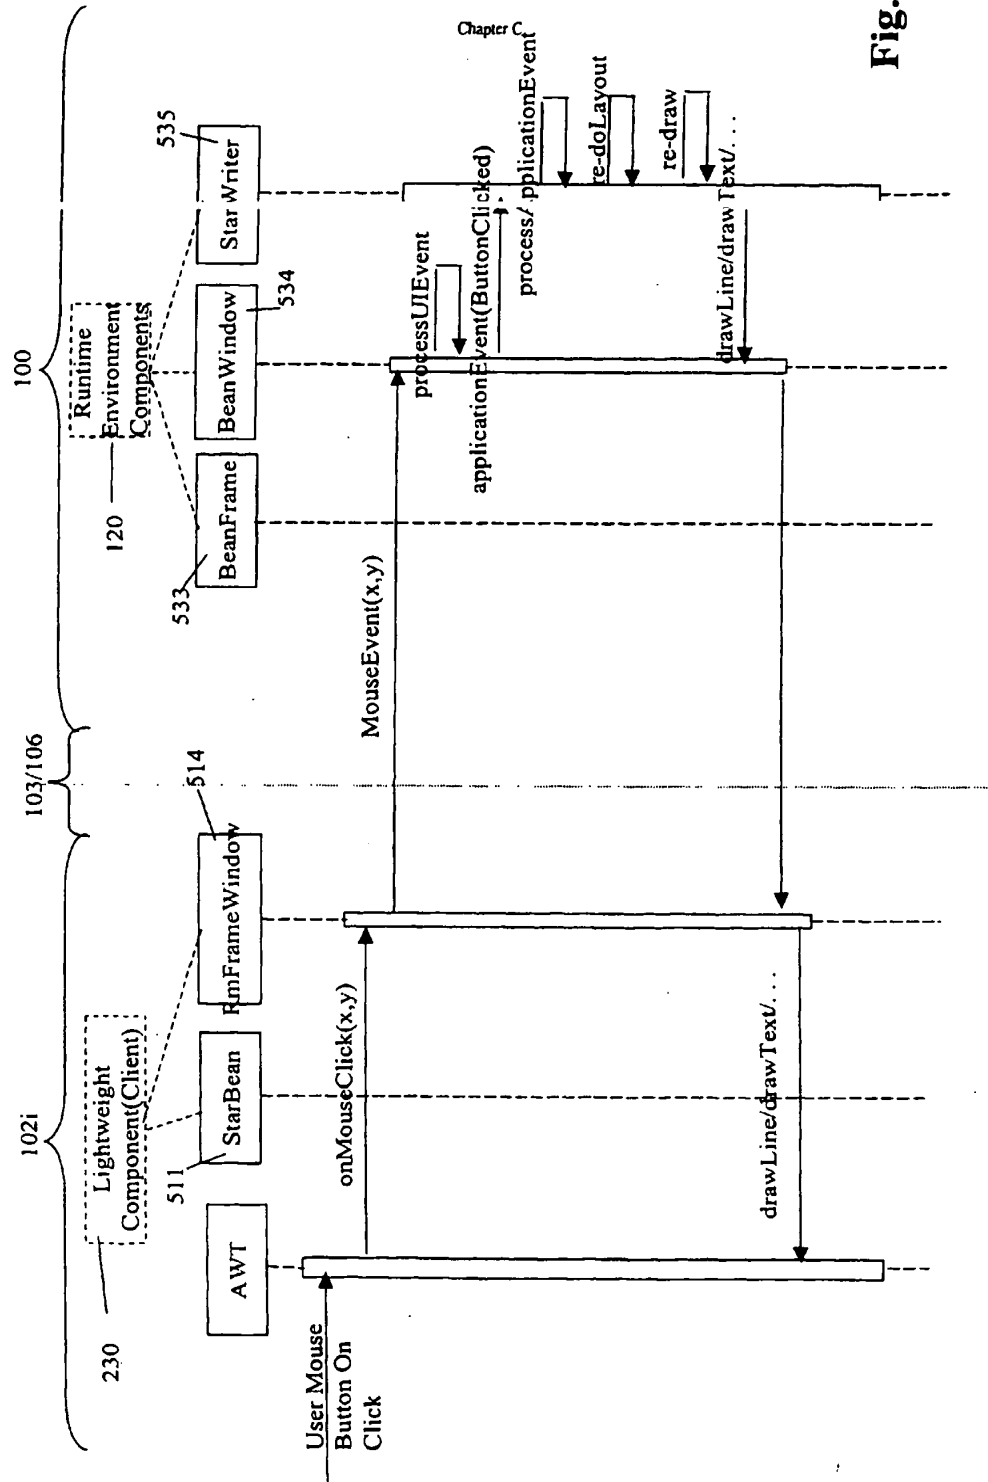 Chapter C
102i
103/106
100
230
Lightweight
Component(Client)
120
Runtime
Environment
Components
AWT
511
StarBean
514
RmFrameWindow
533
BeanFrame
BeanWindow
534
StarWriter
535
User Mouse
Button On
Click
onMouseClick(x,y)
MouseEvent(x,y)
processUIEvent
applicationEvent(ButtonClicked)
processApplicationEvent
re-doLayout
re-draw
drawLine/drawText/...
drawLine/drawText/...
Fig.